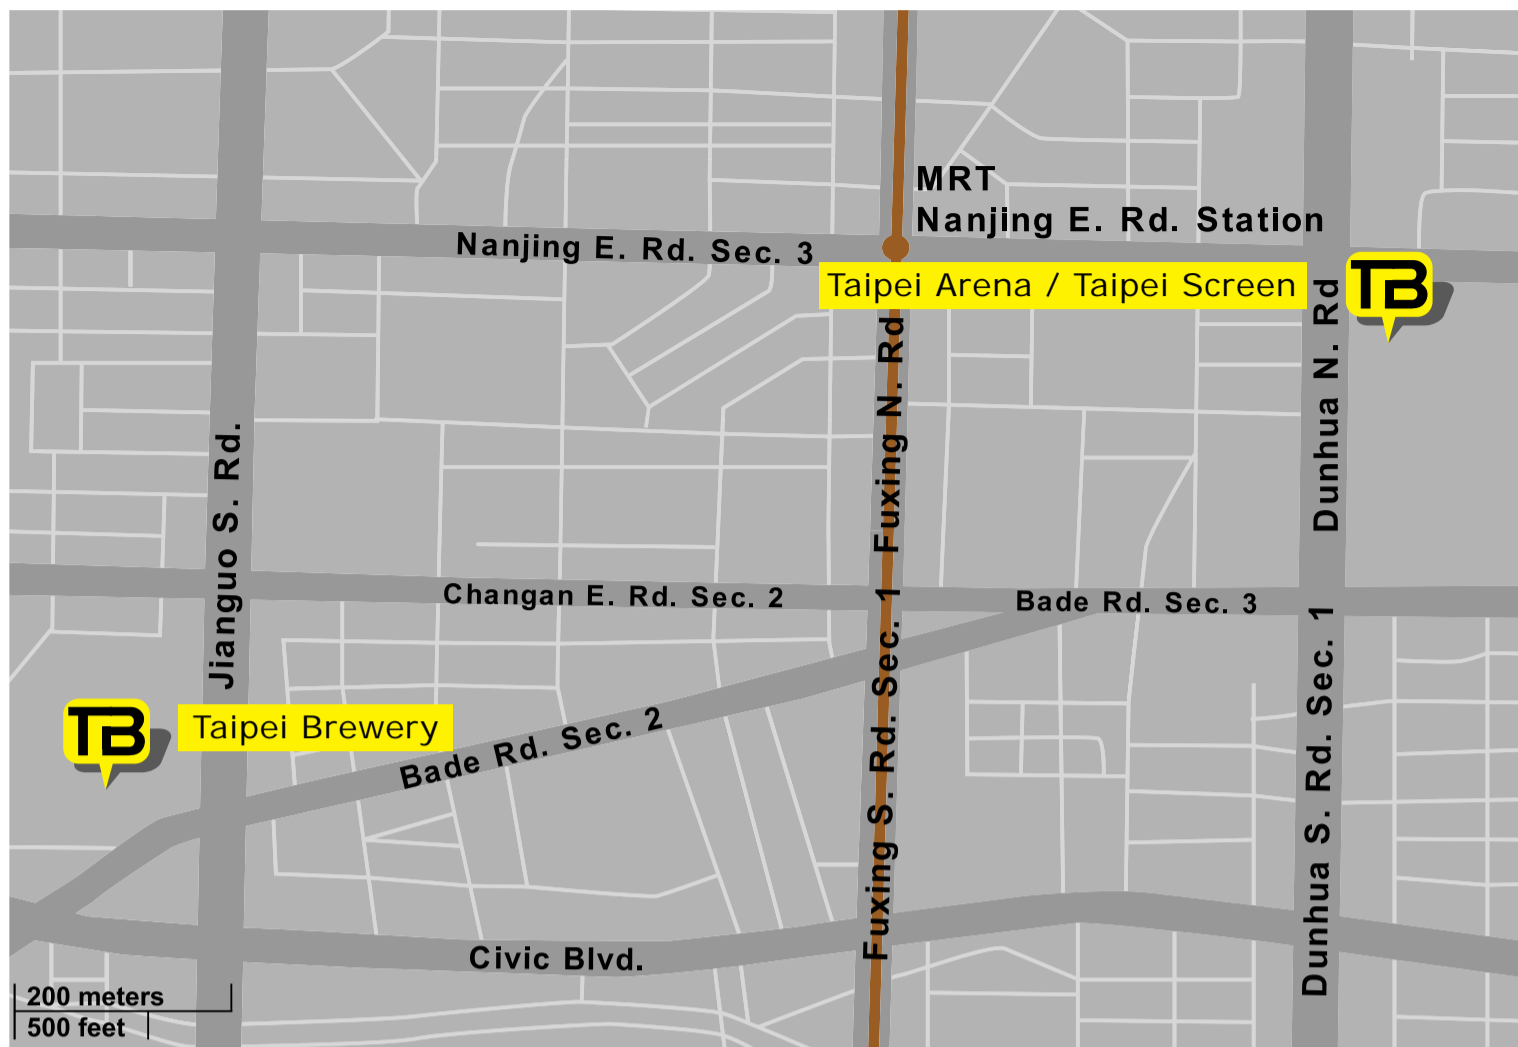 MRT
Nanjing E. Rd. Station
Nanjing E. Rd. Sec. 3
Taipei Arena / Taipei Screen
TB
Fuxing N. Rd
Dunhua N. Rd
Jianguo S. Rd.
Changan E. Rd. Sec. 2
Bade Rd. Sec. 3
TB
Taipei Brewery
Bade Rd. Sec. 2
Fuxing S. Rd. Sec. 1
Dunhua S. Rd. Sec. 1
Civic Blvd.
200 meters
500 feet